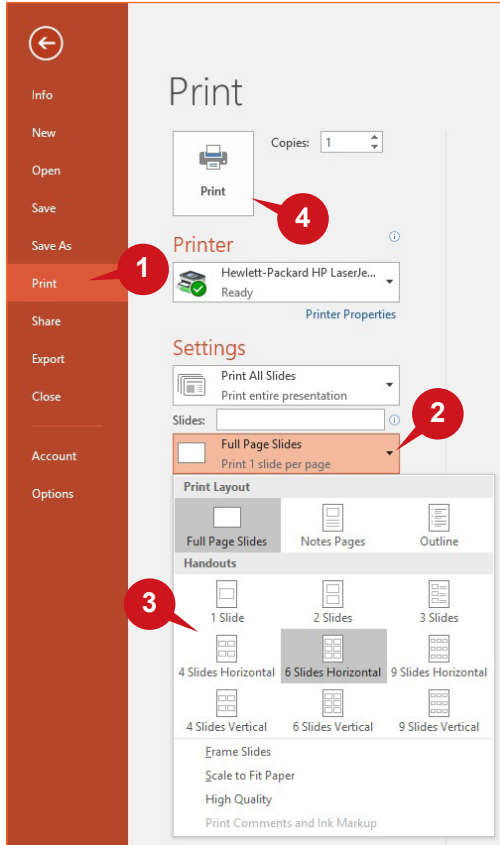 Info
New
Open
Save
Save As
Print
Share
Export
Close
Account
Options
Print
Print
Copies: 1
4
1
Printer
Hewlett-Packard HP LaserJe...
Ready
Printer Properties
Settings
Print All Slides
Print entire presentation
Slides:
2
Full Page Slides
Print 1 slide per page
Print Layout
Full Page Slides Notes Pages Outline
Handouts
3
1 Slide 2 Slides 3 Slides
4 Slides Horizontal 6 Slides Horizontal 9 Slides Horizontal
4 Slides Vertical 6 Slides Vertical 9 Slides Vertical
Frame Slides
Scale to Fit Paper
High Quality
Print Comments and Ink Markup